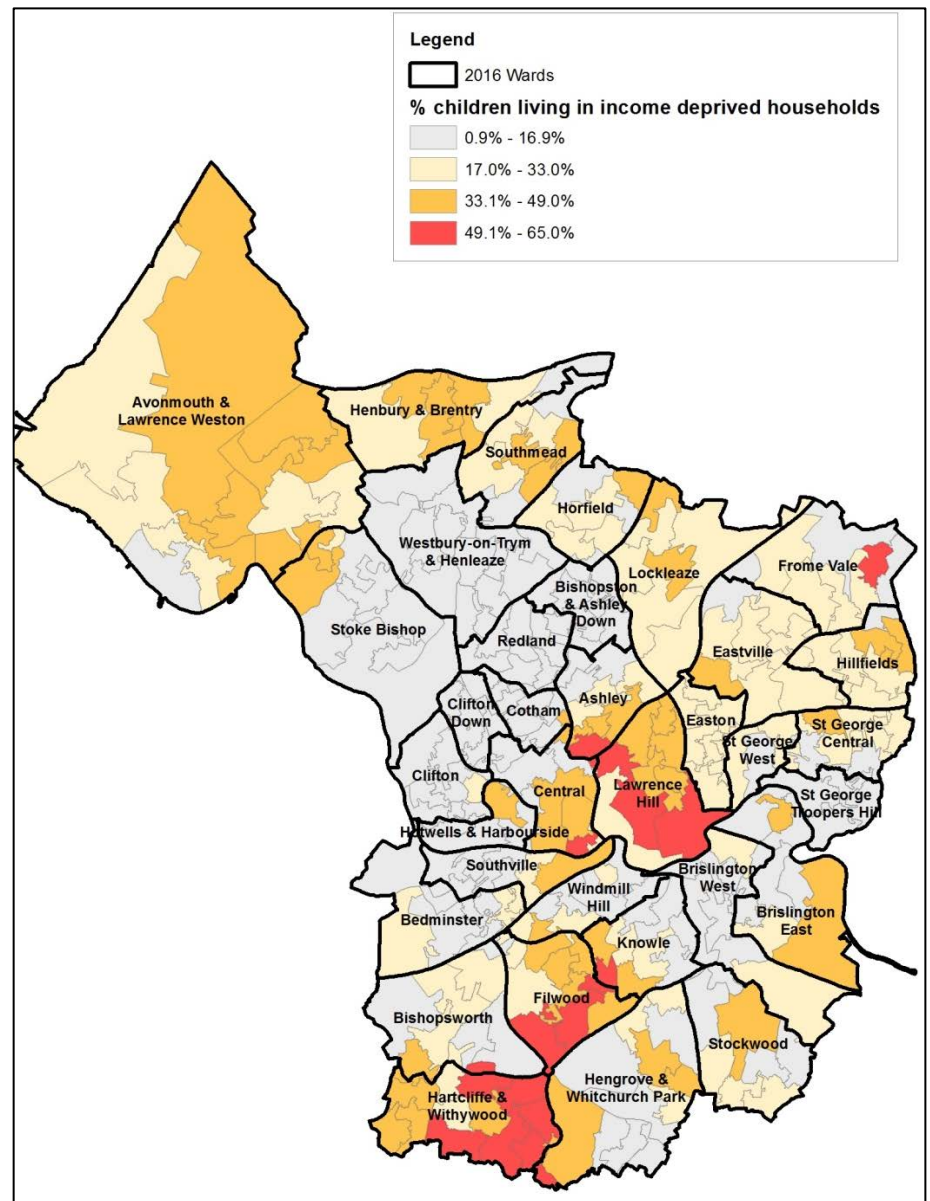 Legend
2016 Wards
% children living in income deprived households
0.9% - 16.9%
17.0% - 33.0%
33.1% - 49.0%
49.1% - 65.0%
Avonmouth &
Lawrence Weston
Henbury & Brentry
Southmead
Horfield
Westbury-on-Trym
& Henleaze
Lockleaze
Frome Vale
Bishopston
& Ashley
Down
Stoke Bishop
Redland
Eastville
Hillfields
Clifton
Down
Cotham
Ashley
Easton
St George
West
St George
Central
Clifton
Central
Lawrence
Hill
St George
Troopers Hill
Hotwells & Harbourside
Southville
Windmill
Hill
Brislington
West
Bedminster
Knowle
Brislington
East
Filwood
Bishopsworth
Stockwood
Hengrove &
Whitchurch Park
Hartcliffe &
Withywood